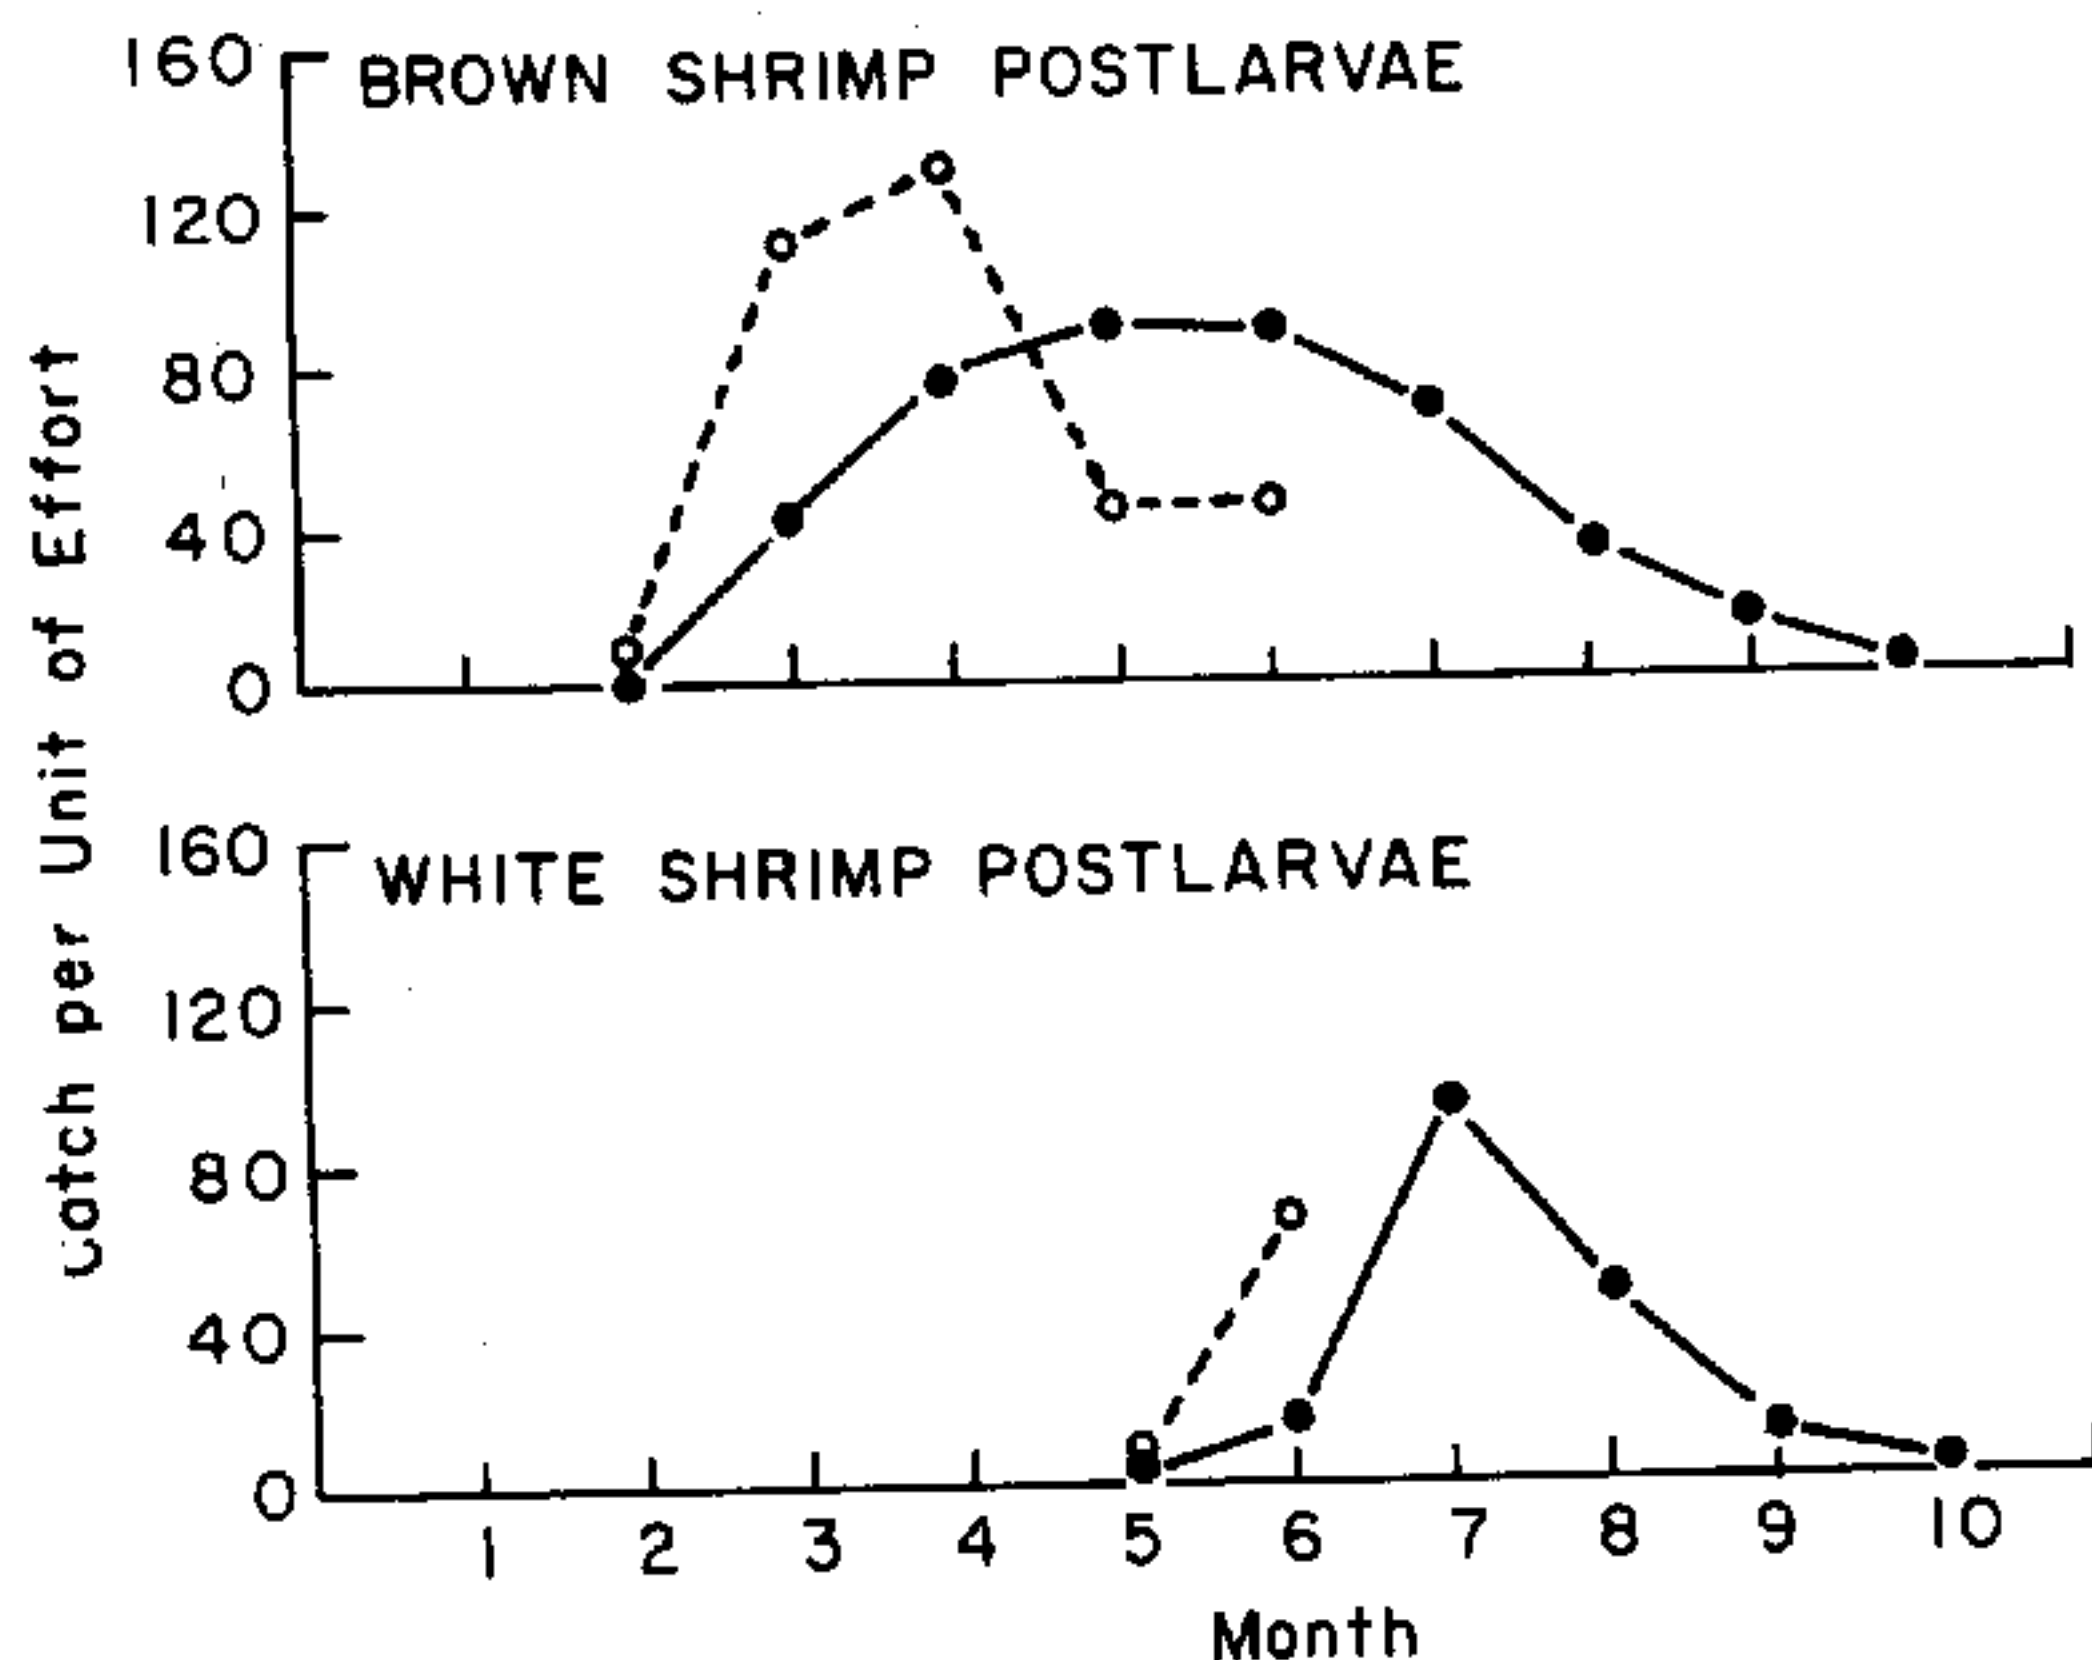 160
BROWN SHRIMP POSTLARVAE
120
80
40
0
Catch per Unit of Effort
160
WHITE SHRIMP POSTLARVAE
120
80
40
0
1 2 3 4 5 6 7 8 9 10
Month